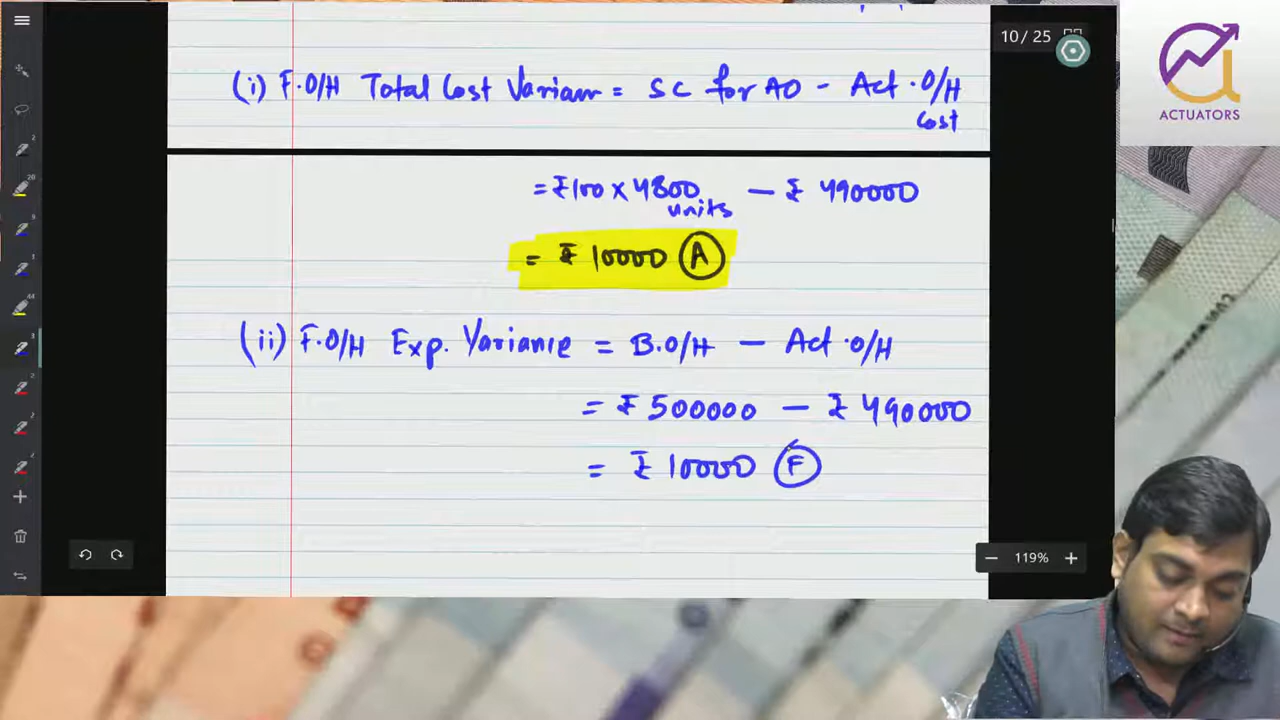 10 / 25
ACTUATORS
(i) F.O/H Total Cost Varian = SC for AO - Act.O/H
Cost
= ₹100 × 4800 units — ₹ 490000
= ₹ 10000 (A)
(ii) F.O/H Exp. Variance = B.O/H — Act.O/H
= ₹ 500000 — ₹ 490000
= ₹ 10000 (F)
119%